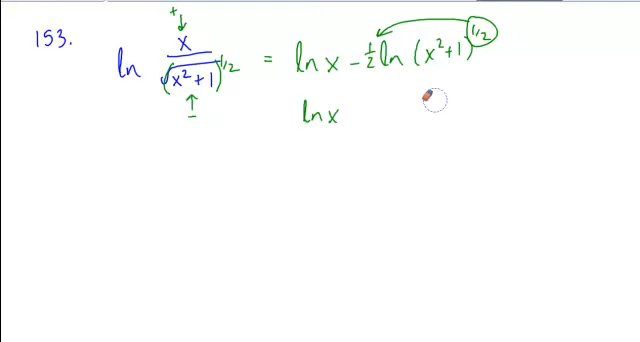 153. ln x/(√(x² + 1))^1/2 = ln x - 1/2 ln (x² + 1)^1/2
+
−
ln x